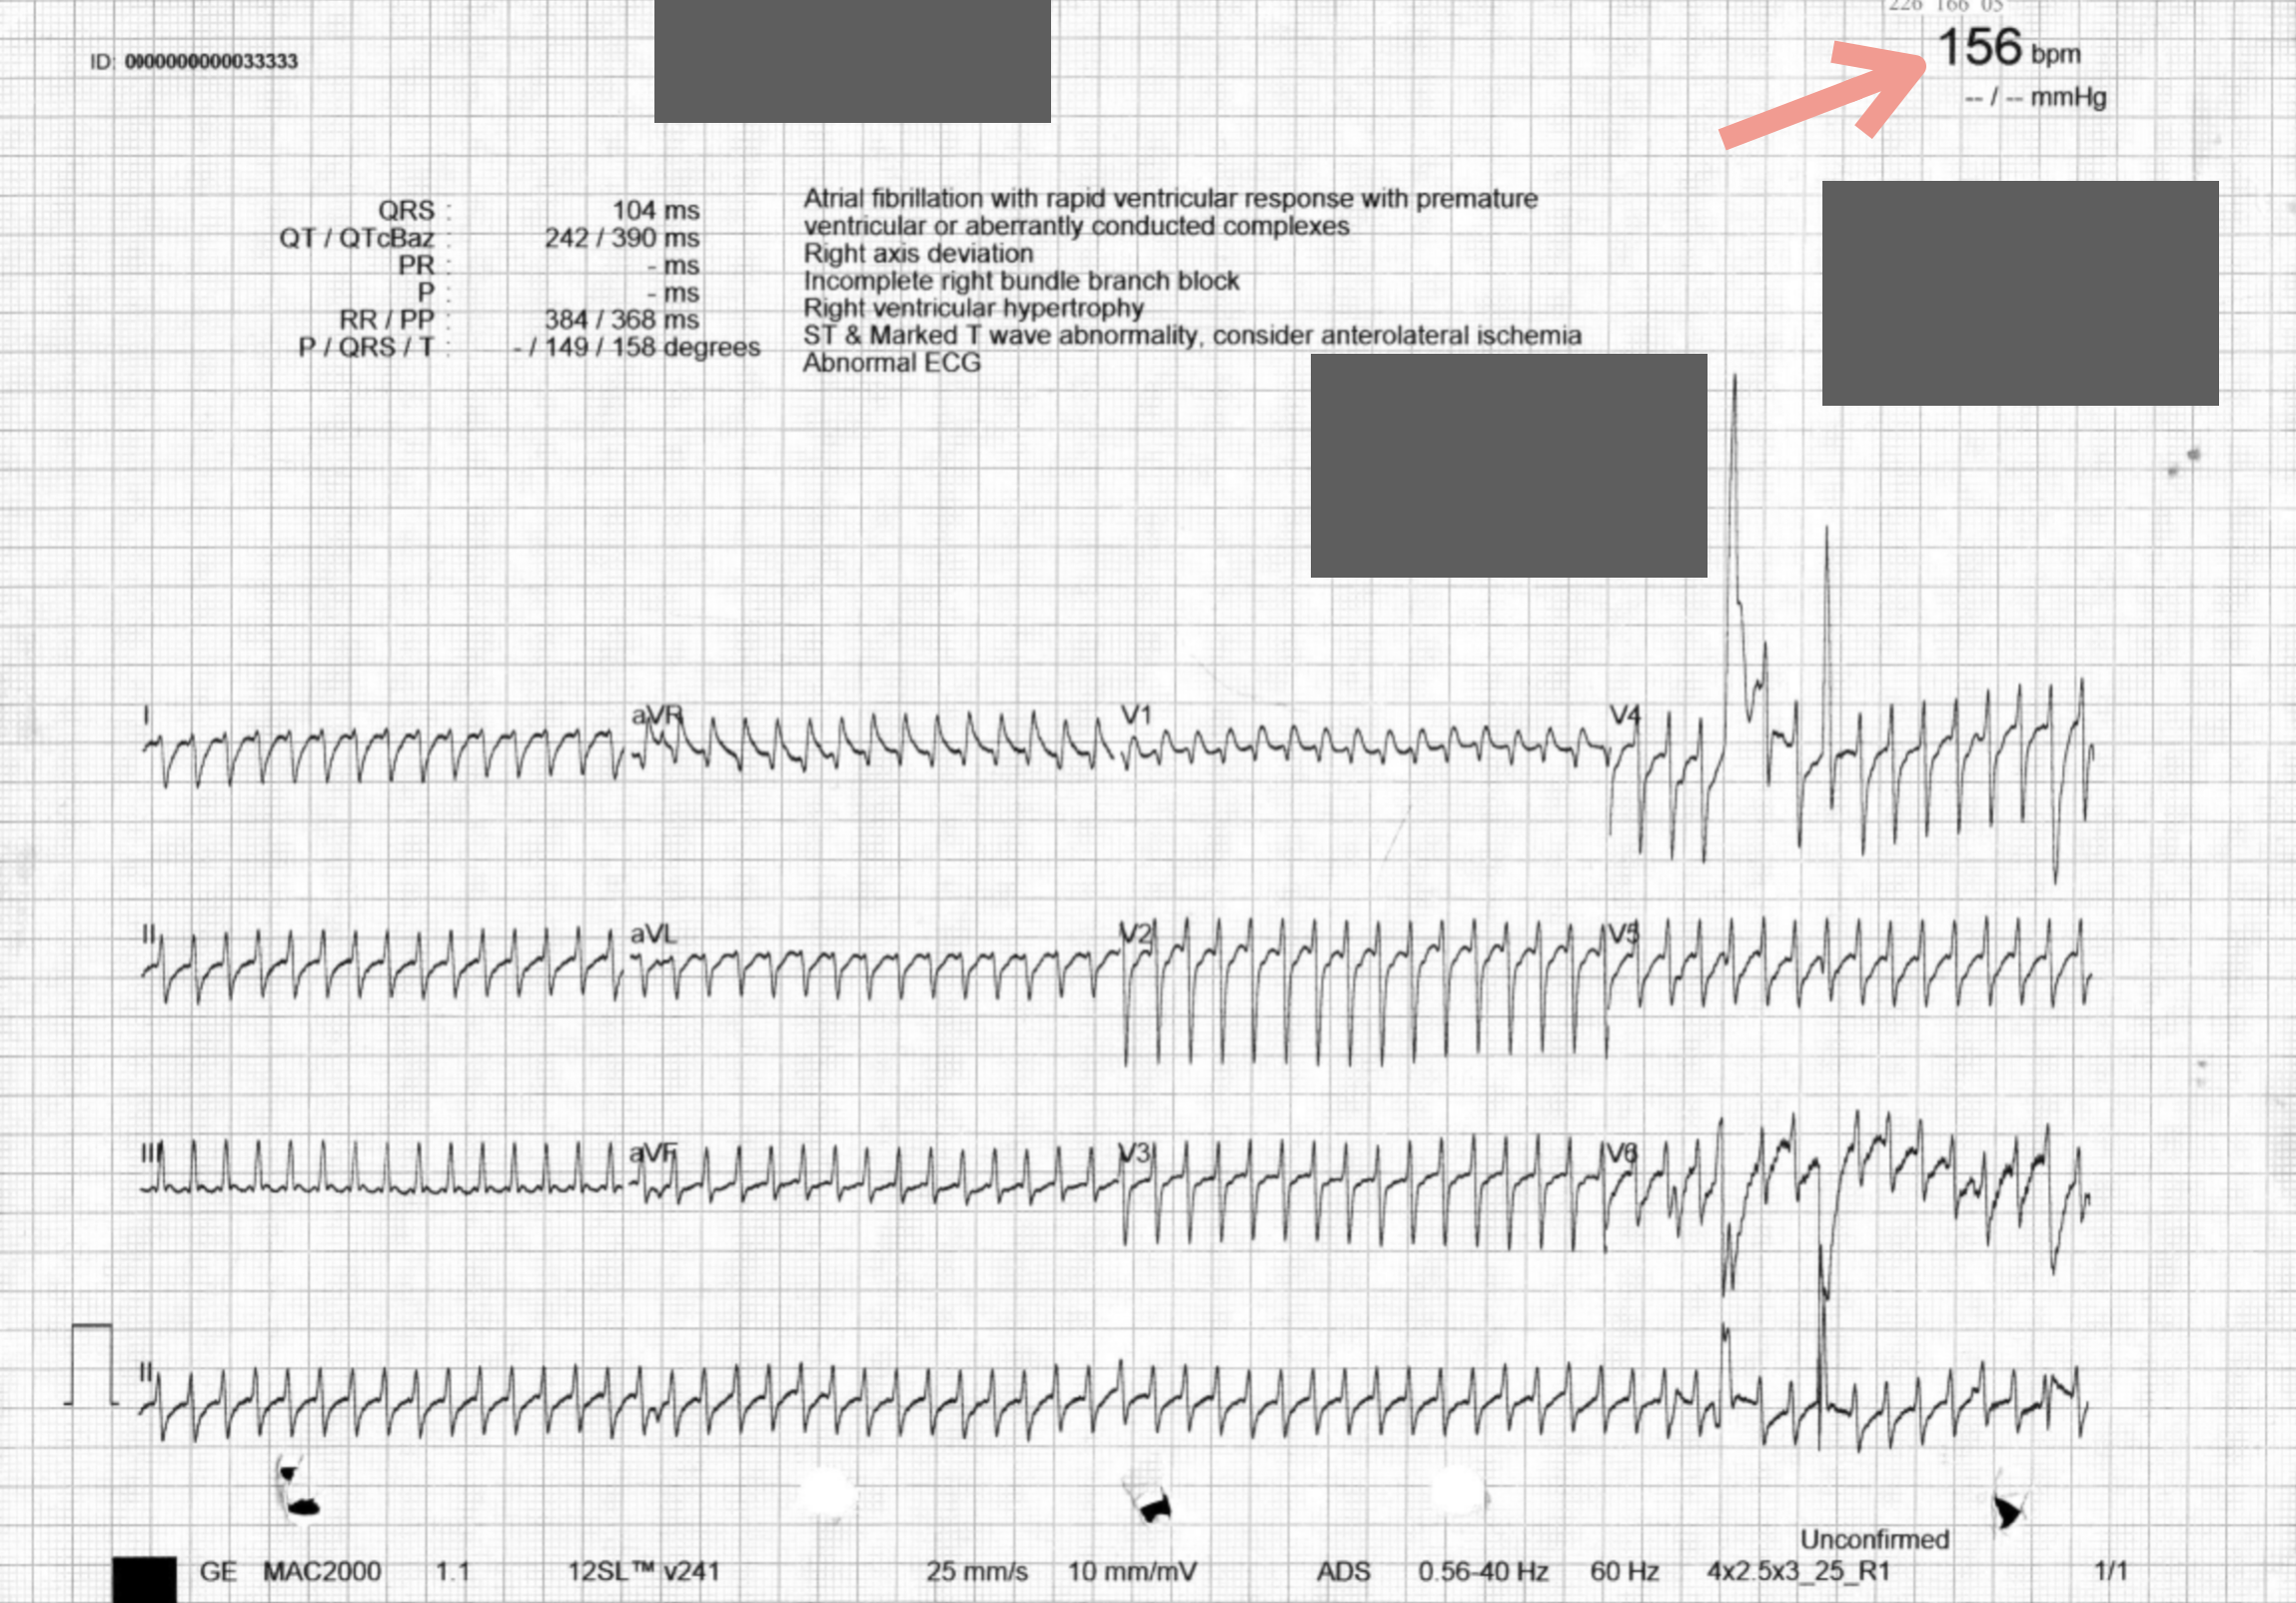 226 166 05
ID: 0000000000033333
156 bpm
-- / -- mmHg
QRS : 104 ms
QT / QTcBaz : 242 / 390 ms
PR : - ms
P : - ms
RR / PP : 384 / 368 ms
P / QRS / T : - / 149 / 158 degrees
Atrial fibrillation with rapid ventricular response with premature
ventricular or aberrantly conducted complexes
Right axis deviation
Incomplete right bundle branch block
Right ventricular hypertrophy
ST & Marked T wave abnormality, consider anterolateral ischemia
Abnormal ECG
I aVR V1 V4
II aVL V2 V5
III aVF V3 V6
II
Unconfirmed
GE MAC2000 1.1 12SL™ v241 25 mm/s 10 mm/mV ADS 0.56-40 Hz 60 Hz 4x2.5x3_25_R1 1/1